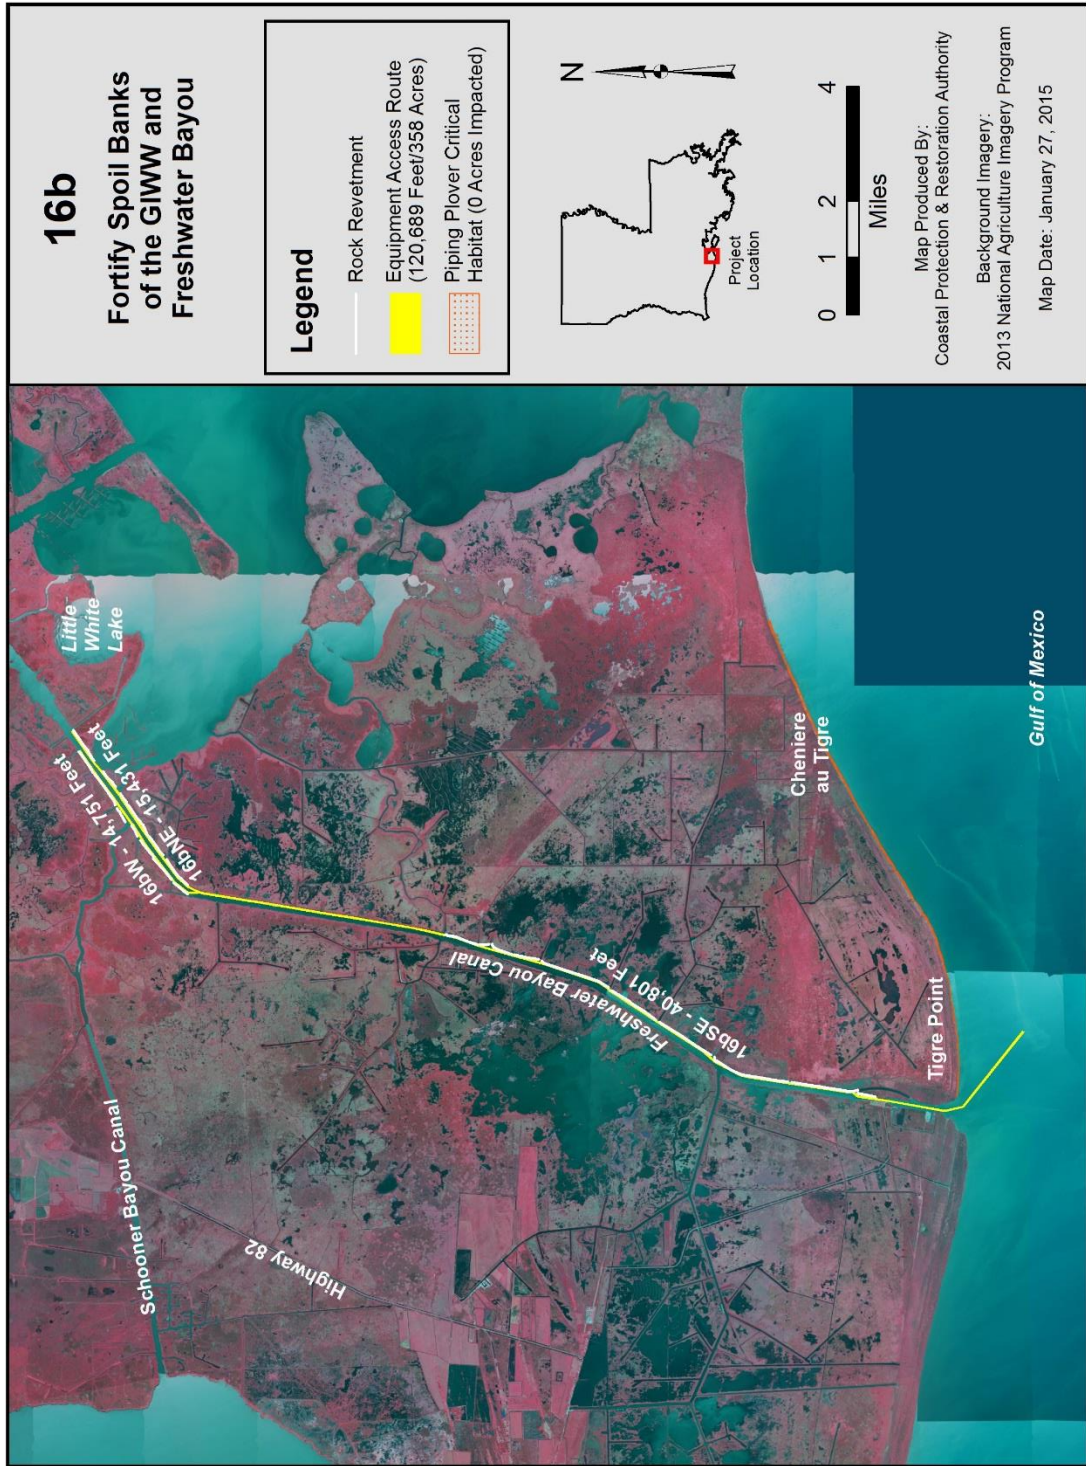 16b
Fortify Spoil Banks
of the GIWW and
Freshwater Bayou
Legend
Rock Revetment
Equipment Access Route
(120,689 Feet/358 Acres)
Piping Plover Critical
Habitat (0 Acres Impacted)
N
Project
Location
0 1 2 4
Miles
Map Produced By:
Coastal Protection & Restoration Authority
Background Imagery:
2013 National Agriculture Imagery Program
Map Date: January 27, 2015
Little
White
Lake
16bW - 14,751 Feet
16bNE - 15,431 Feet
Schooner Bayou Canal
Highway 82
Freshwater Bayou Canal
16bSE - 40,801 Feet
Cheniere
au Tigre
Tigre Point
Gulf of Mexico